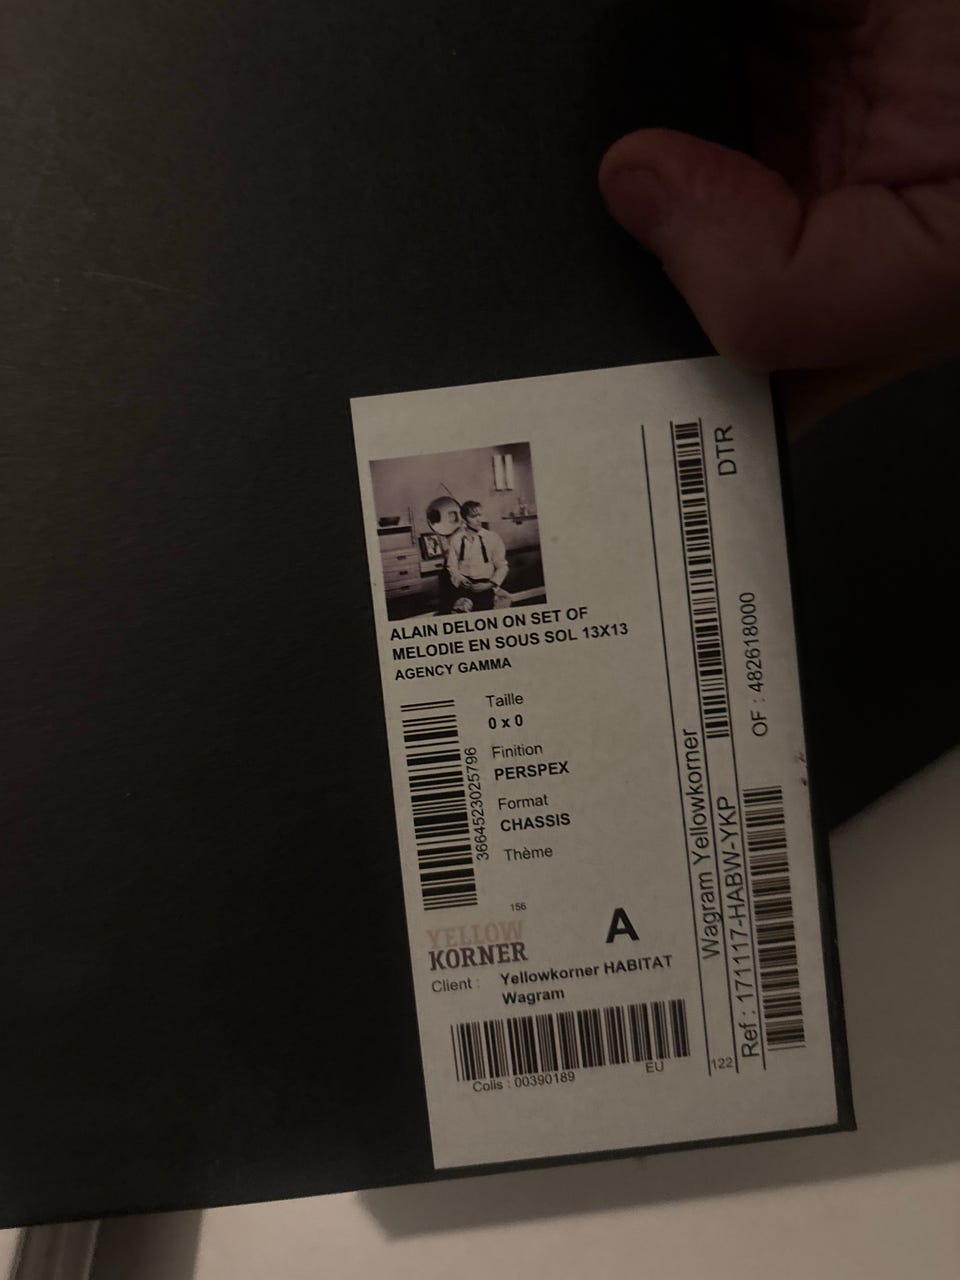 ALAIN DELON ON SET OF
MELODIE EN SOUS SOL 13X13
AGENCY GAMMA
3664523025796
Taille
0 x 0
Finition
PERSPEX
Format
CHASSIS
Thème
156
YELLOW
KORNER
A
Client : Yellowkorner HABITAT
Wagram
Colis : 00390189
EU
Wagram Yellowkorner
DTR
122
Ref : 171117-HABW-YKP
OF : 482618000